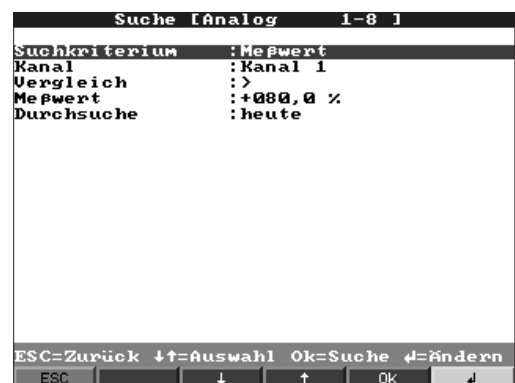 Suche [Analog 1-8 ]
Suchkriterium :Meßwert
Kanal :Kanal 1
Vergleich :>
Meßwert :+080,0 %
Durchsuche :heute
ESC=Zurück ↓↑=Auswahl Ok=Suche ↲=Ändern
ESC ↓ ↑ Ok ↲